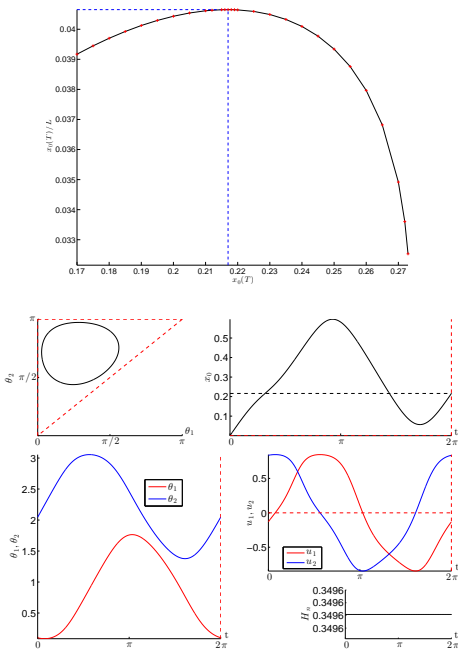 0.04
0.039
0.038
0.037
0.036
0.035
0.034
0.033
x₀(T)/L
0.17 0.18 0.19 0.2 0.21 0.22 0.23 0.24 0.25 0.26 0.27
x₀(T)
π
π/2
0
θ₂
0 π/2 π
θ₁
0.5
0.4
0.3
0.2
0.1
x₀
0 π 2π
t
3
2.5
2
1.5
1
0.5
θ₁, θ₂
θ₁
θ₂
0 π 2π
t
0.5
0
−0.5
u₁, u₂
u₁
u₂
0 π 2π
t
0.3496
0.3496
0.3496
0.3496
Hₙ
0 π 2π
t